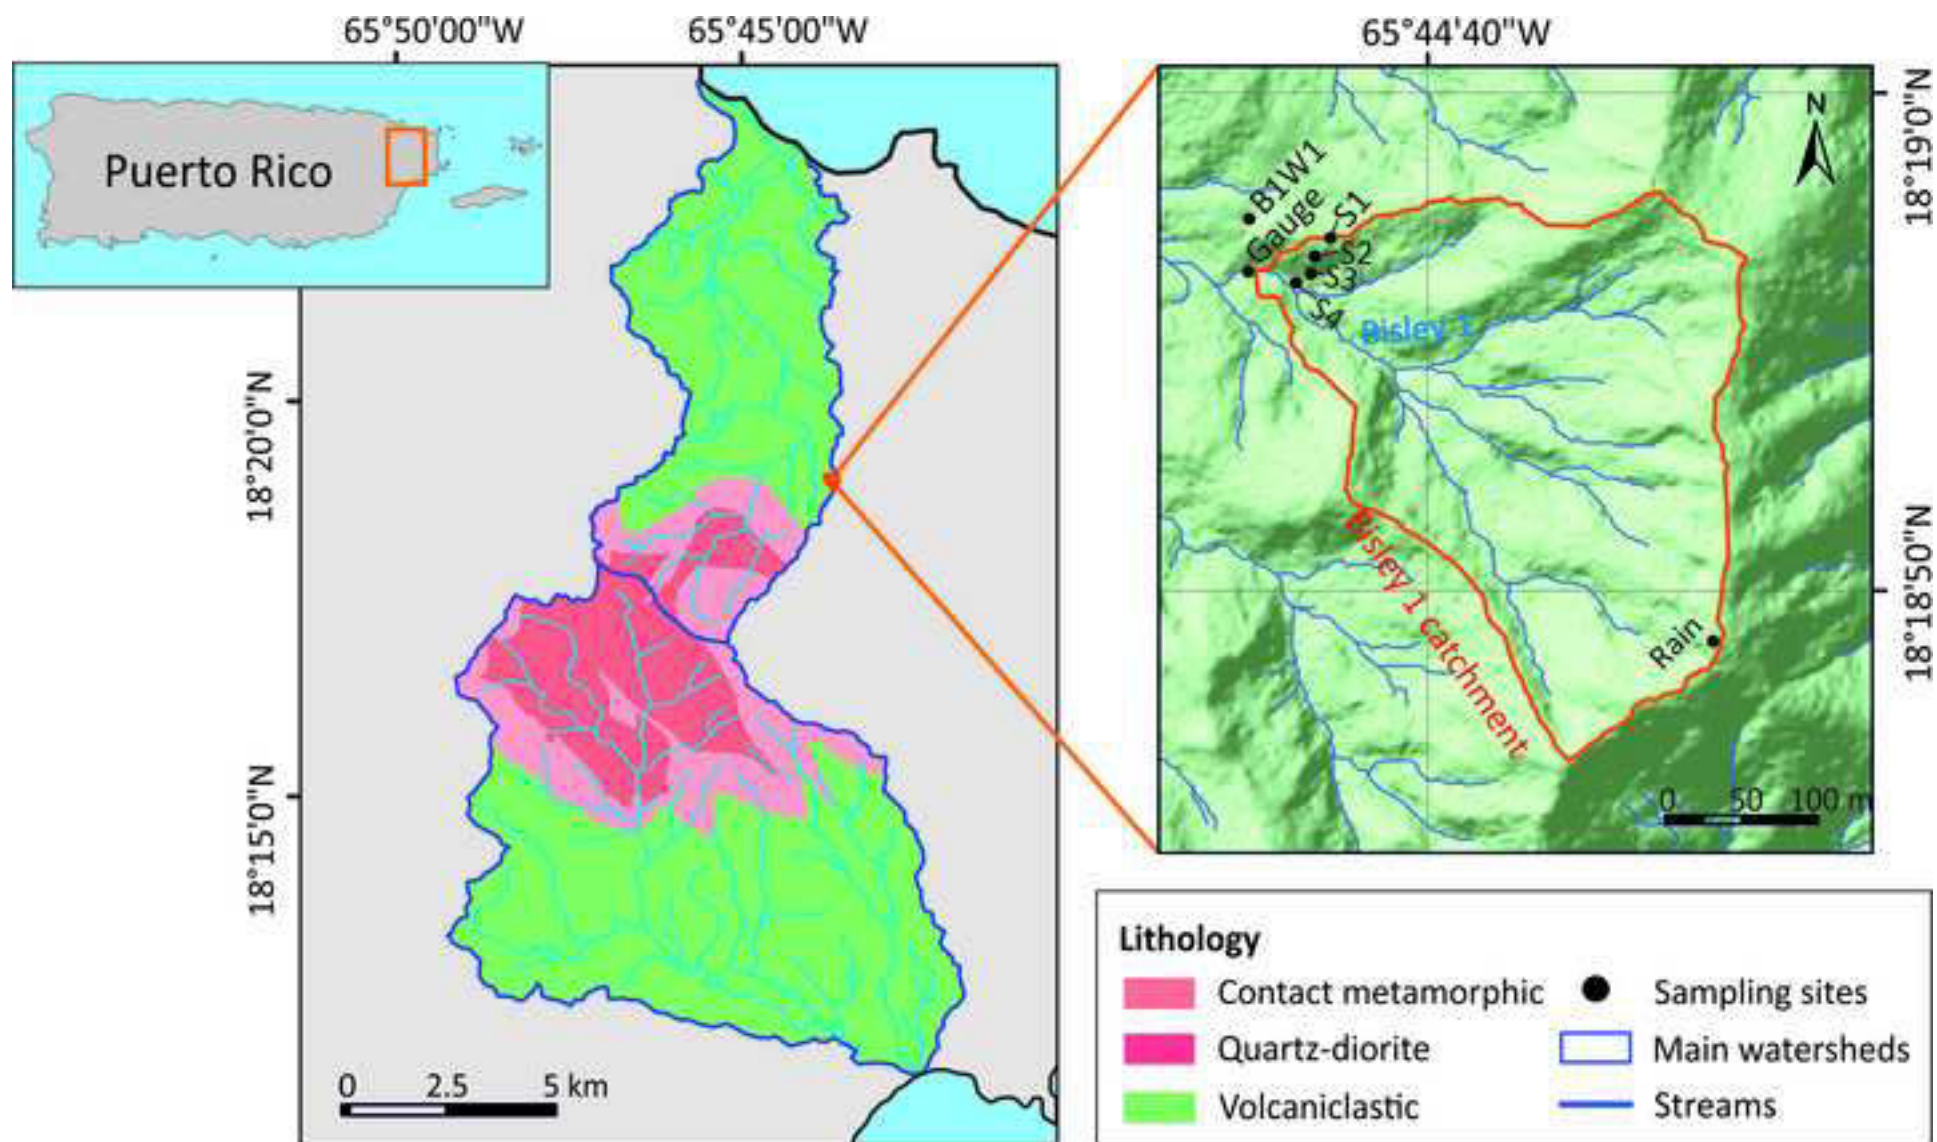 65°50'00"W
65°45'00"W
65°44'40"W
Puerto Rico
N
18°19'0"N
B1W1
Gauge
S1
S2
S3
S4
Bisley 1
18°20'0"N
18°18'50"N
Bisley 1 catchment
Rain
0 50 100 m
18°15'0"N
0 2.5 5 km
Lithology
Contact metamorphic
Quartz-diorite
Volcaniclastic
Sampling sites
Main watersheds
Streams